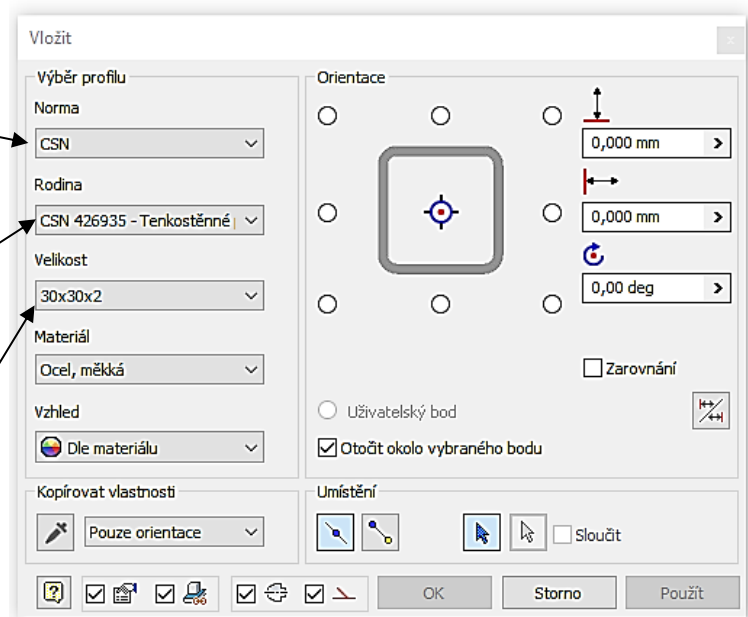 Vložit
x
Výběr profilu
Norma
CSN
Rodina
CSN 426935 - Tenkostěnné
Velikost
30x30x2
Materiál
Ocel, měkká
Vzhled
Dle materiálu
Kopírovat vlastnosti
Pouze orientace
Orientace
0,000 mm
0,000 mm
0,00 deg
Zarovnání
Uživatelský bod
Otočit okolo vybraného bodu
Umístění
Sloučit
OK
Storno
Použít